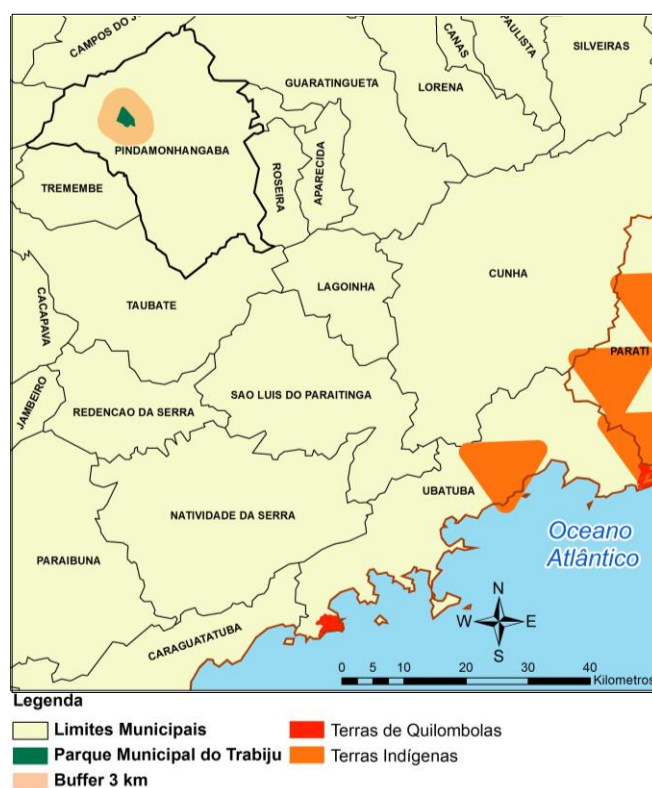 CAMPOS DO J
CANAS
PAULISTA
SILVEIRAS
GUARATINGUETA
LORENA
PINDAMONHANGABA
TREMEMBE
ROSEIRA
APARECIDA
CUNHA
LAGOINHA
CACAPAVA
TAUBATE
PARATI
JAMBEIRO
REDENCAO DA SERRA
SAO LUIS DO PARAITINGA
UBATUBA
NATIVIDADE DA SERRA
Oceano
Atlântico
PARAIBUNA
CARAGUATATUBA
N
W E
S
0 5 10 20 30 40
Kilometros
Legenda
Limites Municipais
Parque Municipal do Trabiju
Buffer 3 km
Terras de Quilombolas
Terras Indígenas